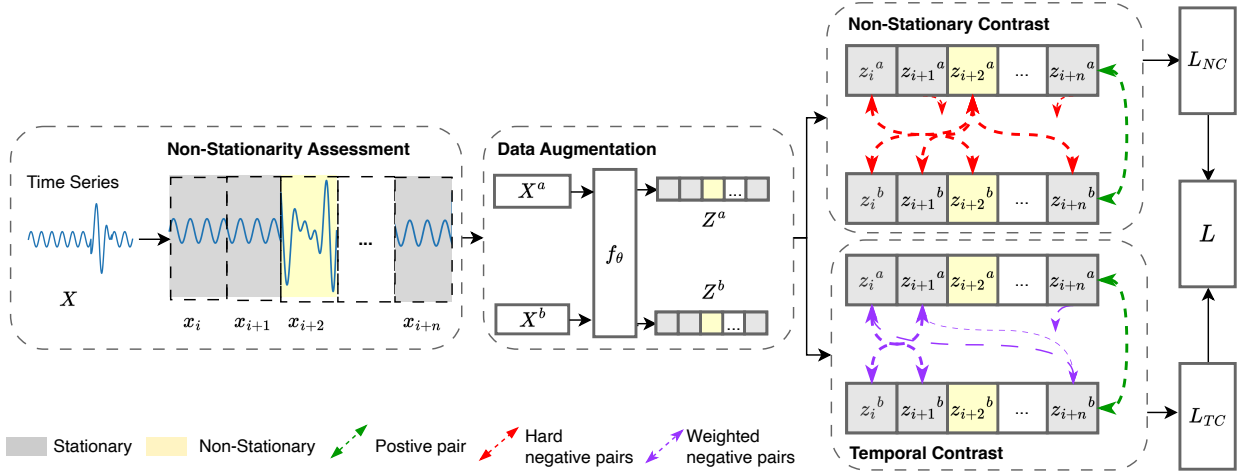 Non-Stationarity Assessment
Time Series
X
...
x_i x_{i+1} x_{i+2} x_{i+n}
Data Augmentation
X^a
X^b
f_θ
...
Z^a
Z^b
...
Non-Stationary Contrast
z_i^a z_{i+1}^a z_{i+2}^a ... z_{i+n}^a
z_i^b z_{i+1}^b z_{i+2}^b ... z_{i+n}^b
z_i^a z_{i+1}^a z_{i+2}^a ... z_{i+n}^a
z_i^b z_{i+1}^b z_{i+2}^b ... z_{i+n}^b
Temporal Contrast
L_{NC}
L
L_{TC}
Stationary
Non-Stationary
Postive pair
Hard
negative pairs
Weighted
negative pairs